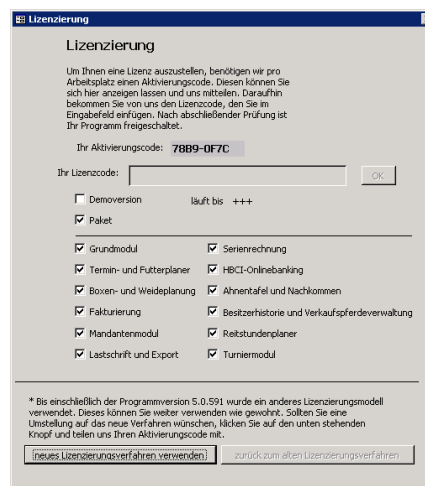 Lizenzierung
Lizenzierung
Um Ihnen eine Lizenz auszustellen, benötigen wir pro
Arbeitsplatz einen Aktivierungscode. Diesen können Sie
sich hier anzeigen lassen und uns mitteilen. Daraufhin
bekommen Sie von uns den Lizenzcode, den Sie im
Eingabefeld einfügen. Nach abschließender Prüfung ist
Ihr Programm freigeschaltet.
Ihr Aktivierungscode: 78B9-0F7C
Ihr Lizenzcode: OK
Demoversion läuft bis +++
Paket
Grundmodul Serienrechnung
Termin- und Futterplaner HBCI-Onlinebanking
Boxen- und Weideplanung Ahnentafel und Nachkommen
Fakturierung Besitzerhistorie und Verkaufspferdeverwaltung
Mandantenmodul Reitstundenplaner
Lastschrift und Export Turniermodul
* Bis einschließlich der Programmversion 5.0.591 wurde ein anderes Lizenzierungsmodell
verwendet. Dieses können Sie weiter verwenden wie gewohnt. Sollten Sie eine
Umstellung auf das neue Verfahren wünschen, klicken Sie auf den unten stehenden
Knopf und teilen uns Ihren Aktivierungscode mit.
neues Lizenzierungsverfahren verwenden zurück zum alten Lizenzierungsverfahren